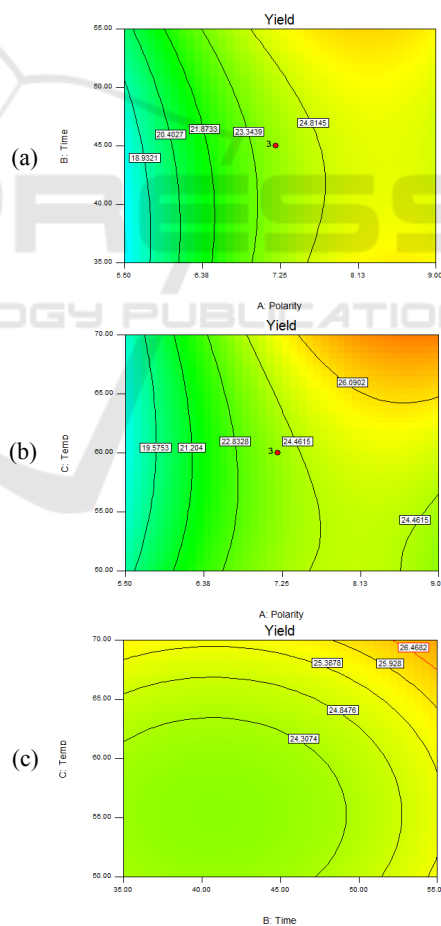 Yield
(a)
B: Time
55.00
50.00
45.00
40.00
35.00
18.9321
20.4027
21.8733
23.3439
24.8145
3
5.50 6.38 7.25 8.13 9.00
A: Polarity
Yield
(b)
C: Temp
70.00
65.00
60.00
55.00
50.00
19.5753
21.204
22.8328
24.4615
26.0902
24.4615
3
5.50 6.38 7.25 8.13 9.00
A: Polarity
Yield
(c)
C: Temp
70.00
65.00
60.00
55.00
50.00
26.4682
25.928
25.3878
24.8476
24.3074
35.00 40.00 45.00 50.00 55.00
B: Time
PRESS
OGY PUBLICATION